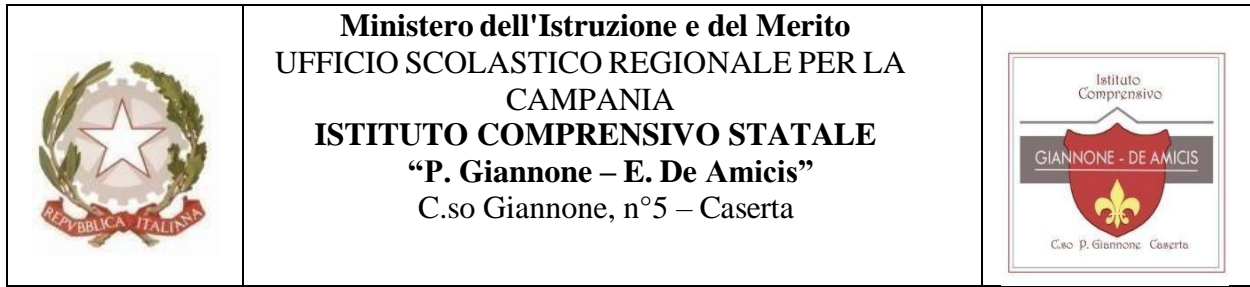 REPVBBLICA ITALIANA
Ministero dell'Istruzione e del Merito
UFFICIO SCOLASTICO REGIONALE PER LA
CAMPANIA
ISTITUTO COMPRENSIVO STATALE
“P. Giannone – E. De Amicis”
C.so Giannone, n°5 – Caserta
Istituto
Comprensivo
GIANNONE - DE AMICIS
C.so P. Giannone Caserta